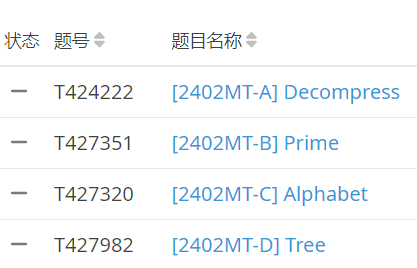 状态 题号 题目名称
T424222 [2402MT-A] Decompress
T427351 [2402MT-B] Prime
T427320 [2402MT-C] Alphabet
T427982 [2402MT-D] Tree